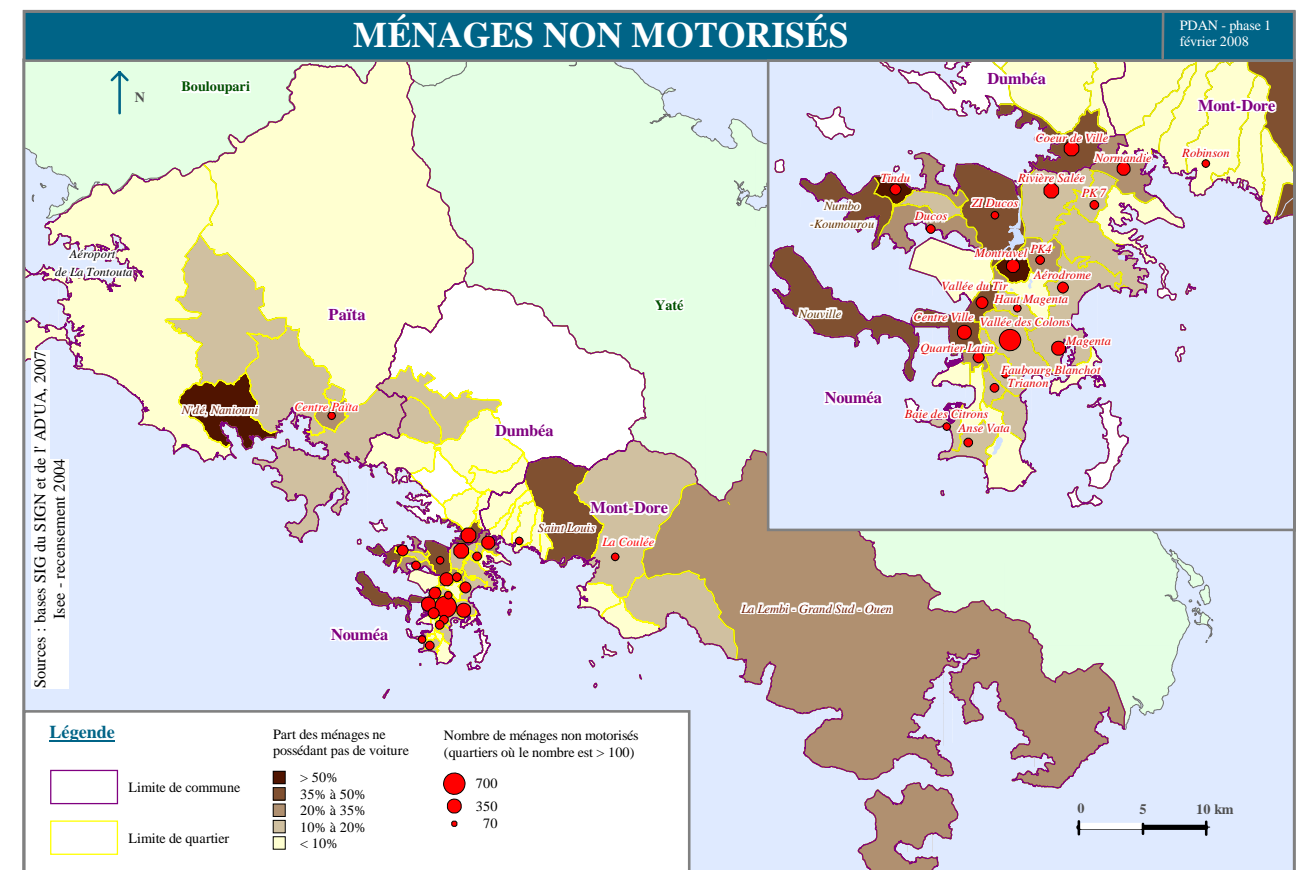 MÉNAGES NON MOTORISÉS
PDAN - phase 1
février 2008
Bouloupari
N
Aéroport
de La Tontouta
Païta
Yaté
N'dé, Naniouni
Centre Païta
Dumbéa
Mont-Dore
Saint Louis
La Coulée
La Lembi - Grand Sud - Ouen
Nouméa
Sources : bases SIG du SIGN et de l' AD'UA, 2007
Isee - recensement 2004
Dumbéa
Mont-Dore
Coeur de Ville
Normandie
Robinson
Tindu
Rivière Salée
PK7
Numbo
-Koumourou
ZI Ducos
Ducos
Montravel
PK4
Aérodrome
Vallée du Tir
Haut Magenta
Nouville
Centre Ville
Vallée des Colons
Quartier Latin
Magenta
Faubourg Blanchot
Trianon
Nouméa
Baie des Citrons
Anse Vata
Légende
Limite de commune
Limite de quartier
Part des ménages ne
possédant pas de voiture
> 50%
35% à 50%
20% à 35%
10% à 20%
< 10%
Nombre de ménages non motorisés
(quartiers où le nombre est > 100)
700
350
70
0 5 10 km